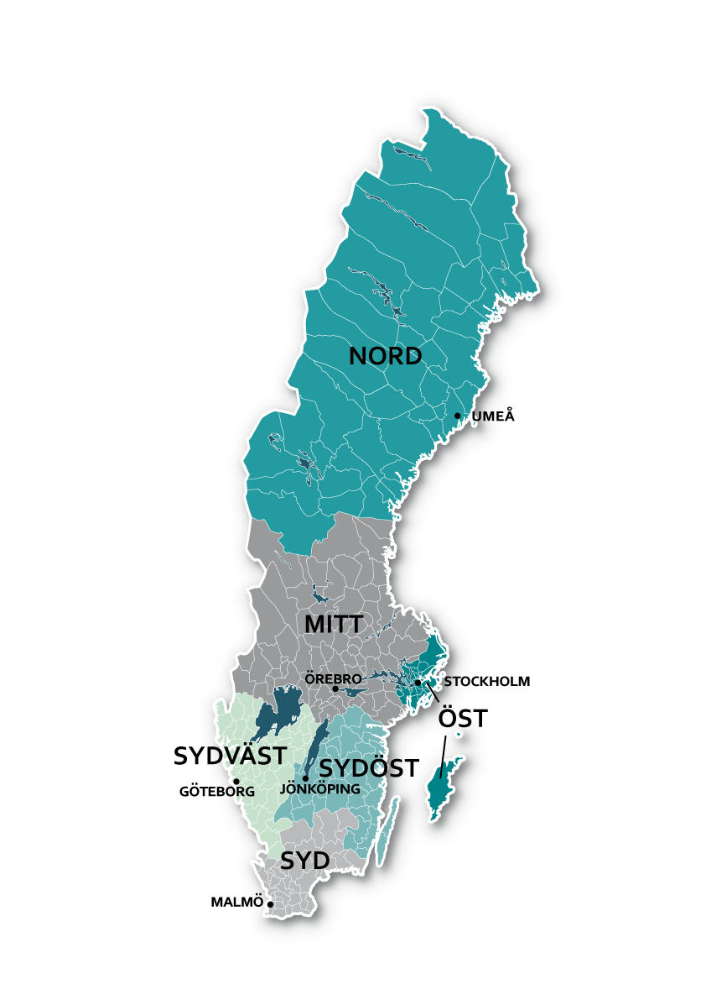 NORD
UMEÅ
MITT
ÖREBRO
STOCKHOLM
ÖST
SYDVÄST
SYDÖST
GÖTEBORG
JÖNKÖPING
SYD
MALMÖ